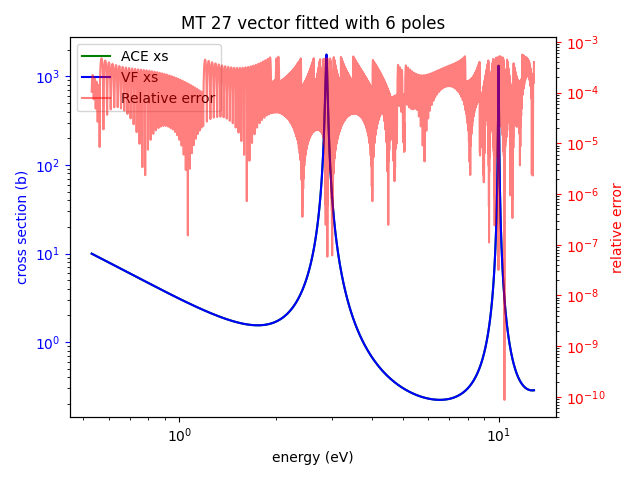 MT 27 vector fitted with 6 poles
ACE xs
VF xs
Relative error
cross section (b)
10³
10²
10¹
10⁰
relative error
10⁻³
10⁻⁴
10⁻⁵
10⁻⁶
10⁻⁷
10⁻⁸
10⁻⁹
10⁻¹⁰
10⁰
10¹
energy (eV)